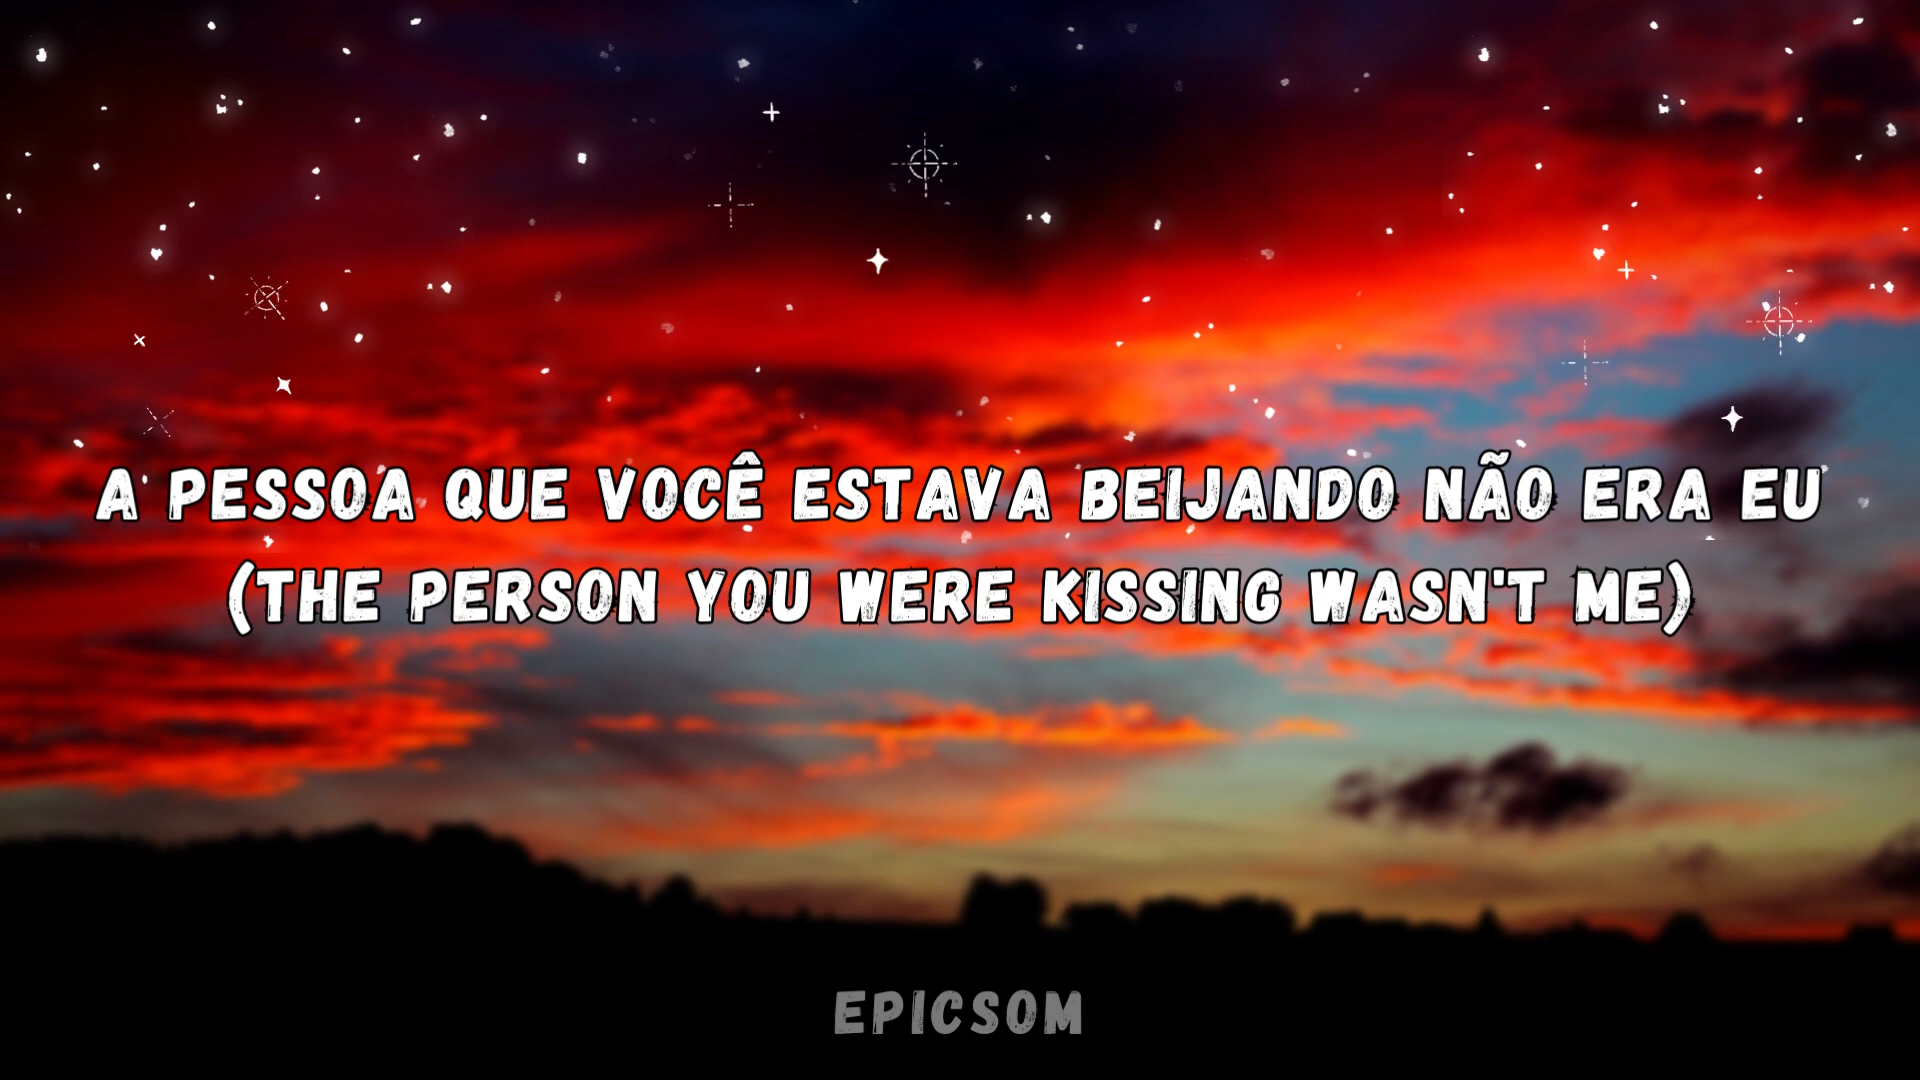 A PESSOA QUE VOCÊ ESTAVA BEIJANDO NÃO ERA EU
(THE PERSON YOU WERE KISSING WASN'T ME)
EPICSOM